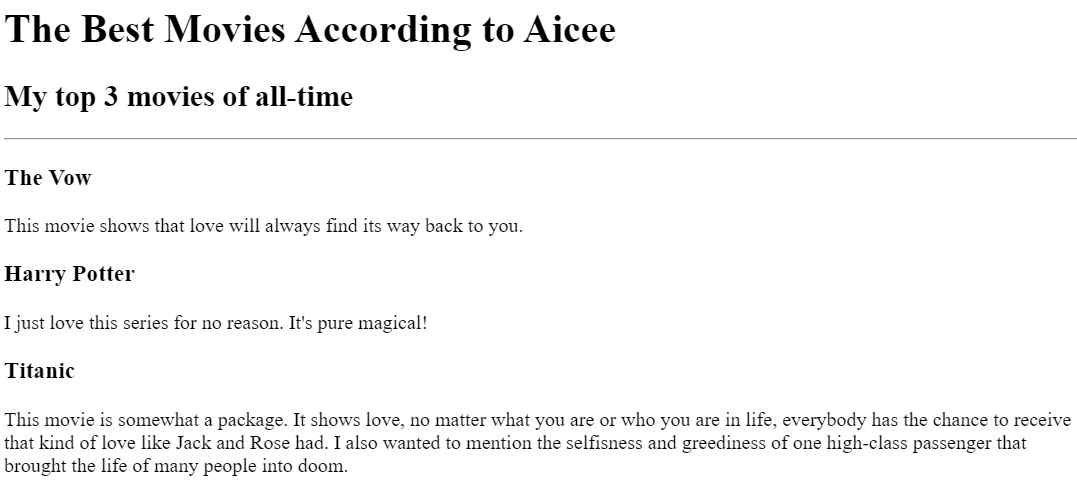 The Best Movies According to Aicee
My top 3 movies of all-time
The Vow
This movie shows that love will always find its way back to you.
Harry Potter
I just love this series for no reason. It's pure magical!
Titanic
This movie is somewhat a package. It shows love, no matter what you are or who you are in life, everybody has the chance to receive
that kind of love like Jack and Rose had. I also wanted to mention the selfisness and greediness of one high-class passenger that
brought the life of many people into doom.